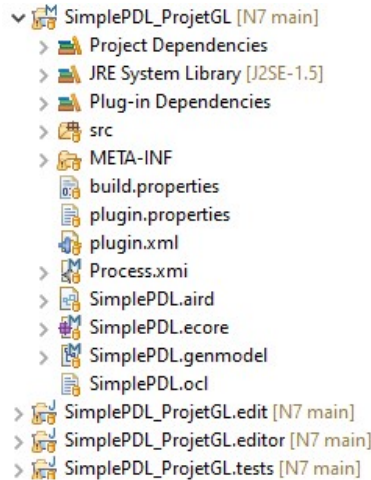 SimplePDL_ProjetGL [N7 main]
Project Dependencies
JRE System Library [J2SE-1.5]
Plug-in Dependencies
src
META-INF
build.properties
plugin.properties
plugin.xml
Process.xmi
SimplePDL.aird
SimplePDL.ecore
SimplePDL.genmodel
SimplePDL.ocl
SimplePDL_ProjetGL.edit [N7 main]
SimplePDL_ProjetGL.editor [N7 main]
SimplePDL_ProjetGL.tests [N7 main]